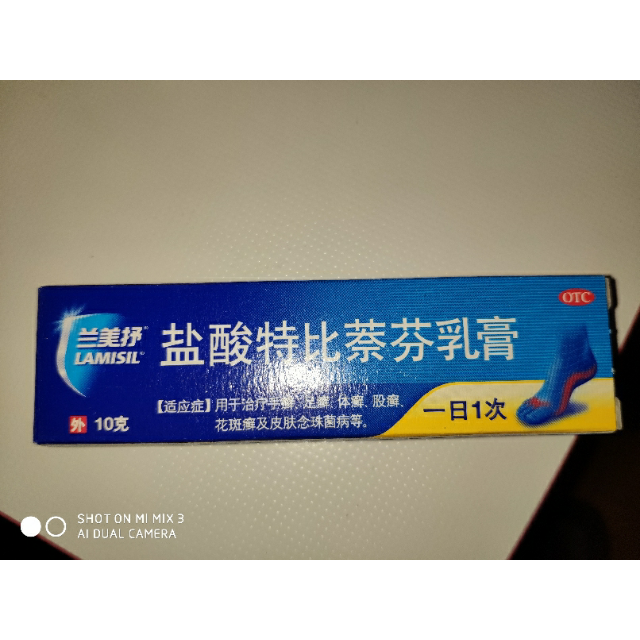 OTC
兰美抒®
LAMISIL®
盐酸特比萘芬乳膏
【适应症】用于治疗手癣、足癣、体癣、股癣、
花斑癣及皮肤念珠菌病等。
一日1次
外 10克
SHOT ON MI MIX 3
AI DUAL CAMERA